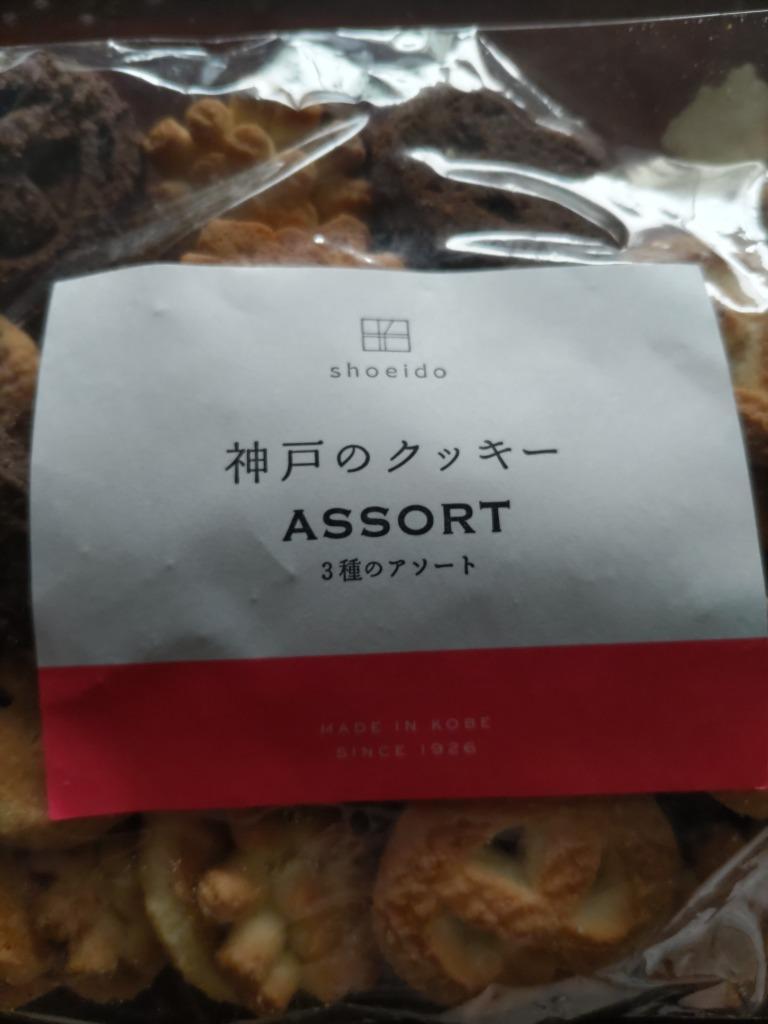 shoeido
神戸のクッキー
ASSORT
3種のアソート
MADE IN KOBE
SINCE 1926